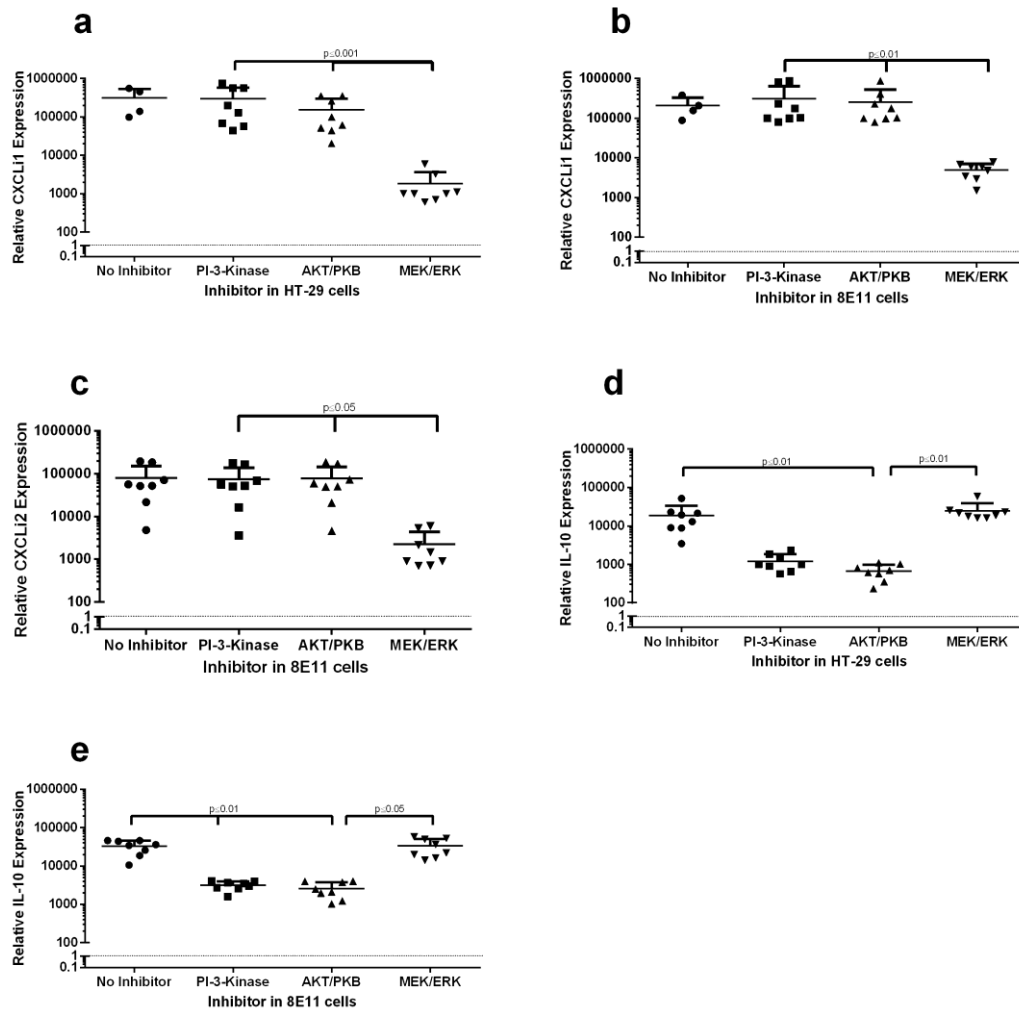 a
p≤0.001
Relative CXCLi1 Expression
1000000
100000
10000
1000
100
1
0.1
No Inhibitor PI-3-Kinase AKT/PKB MEK/ERK
Inhibitor in HT-29 cells
b
p≤0.01
Relative CXCLi1 Expression
1000000
100000
10000
1000
100
1
0.1
No Inhibitor PI-3-Kinase AKT/PKB MEK/ERK
Inhibitor in 8E11 cells
c
p≤0.05
Relative CXCLi2 Expression
1000000
100000
10000
1000
100
1
0.1
No Inhibitor PI-3-Kinase AKT/PKB MEK/ERK
Inhibitor in 8E11 cells
d
p≤0.01 p≤0.01
Relative IL-10 Expression
1000000
100000
10000
1000
100
1
0.1
No Inhibitor PI-3-Kinase AKT/PKB MEK/ERK
Inhibitor in HT-29 cells
e
p≤0.01 p≤0.05
Relative IL-10 Expression
1000000
100000
10000
1000
100
1
0.1
No Inhibitor PI-3-Kinase AKT/PKB MEK/ERK
Inhibitor in 8E11 cells